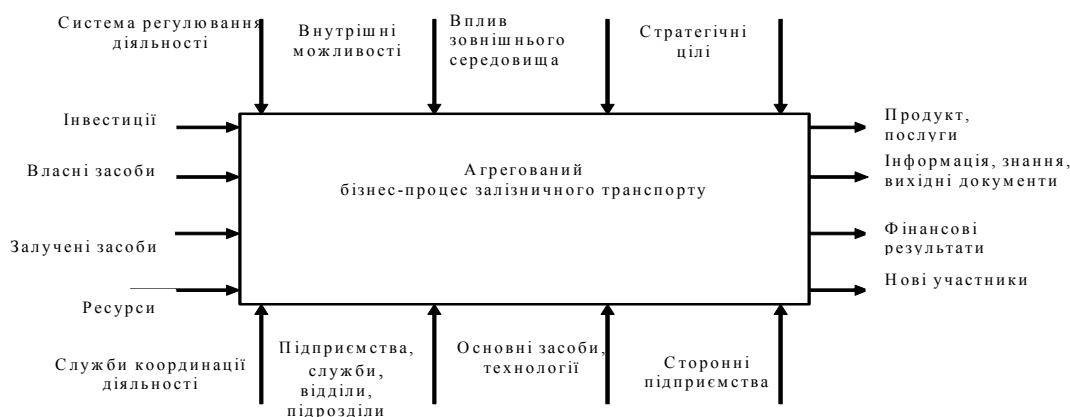 Система регулювання
діяльності
Внутрішні
можливості
Вплив
зовнішнього
середовища
Стратегічні
цілі
Інвестиції
Власні засоби
Залучені засоби
Ресурси
Агрегований
бізнес-процес залізничного транспорту
Продукт,
послуги
Інформація, знання,
вихідні документи
Фінансові
результати
Нові участники
Служби координації
діяльності
Підприємства,
служби,
відділи,
підрозділи
Основні засоби,
технології
Сторонні
підприємства